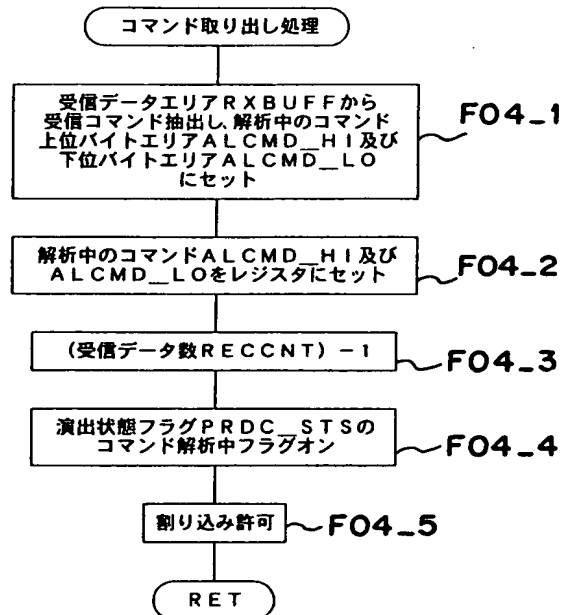 コマンド取り出し処理
受信データエリアRXBUFFから
受信コマンド抽出し、解析中のコマンド
上位バイトエリアALCMD__HI及び
下位バイトエリアALCMD__LO
にセット
F04_1
解析中のコマンドALCMD__HI及び
ALCMD__LOをレジスタにセット
F04_2
(受信データ数RECCNT)-1
F04_3
演出状態フラグPRDC__STSの
コマンド解析中フラグオン
F04_4
割り込み許可
F04_5
RET